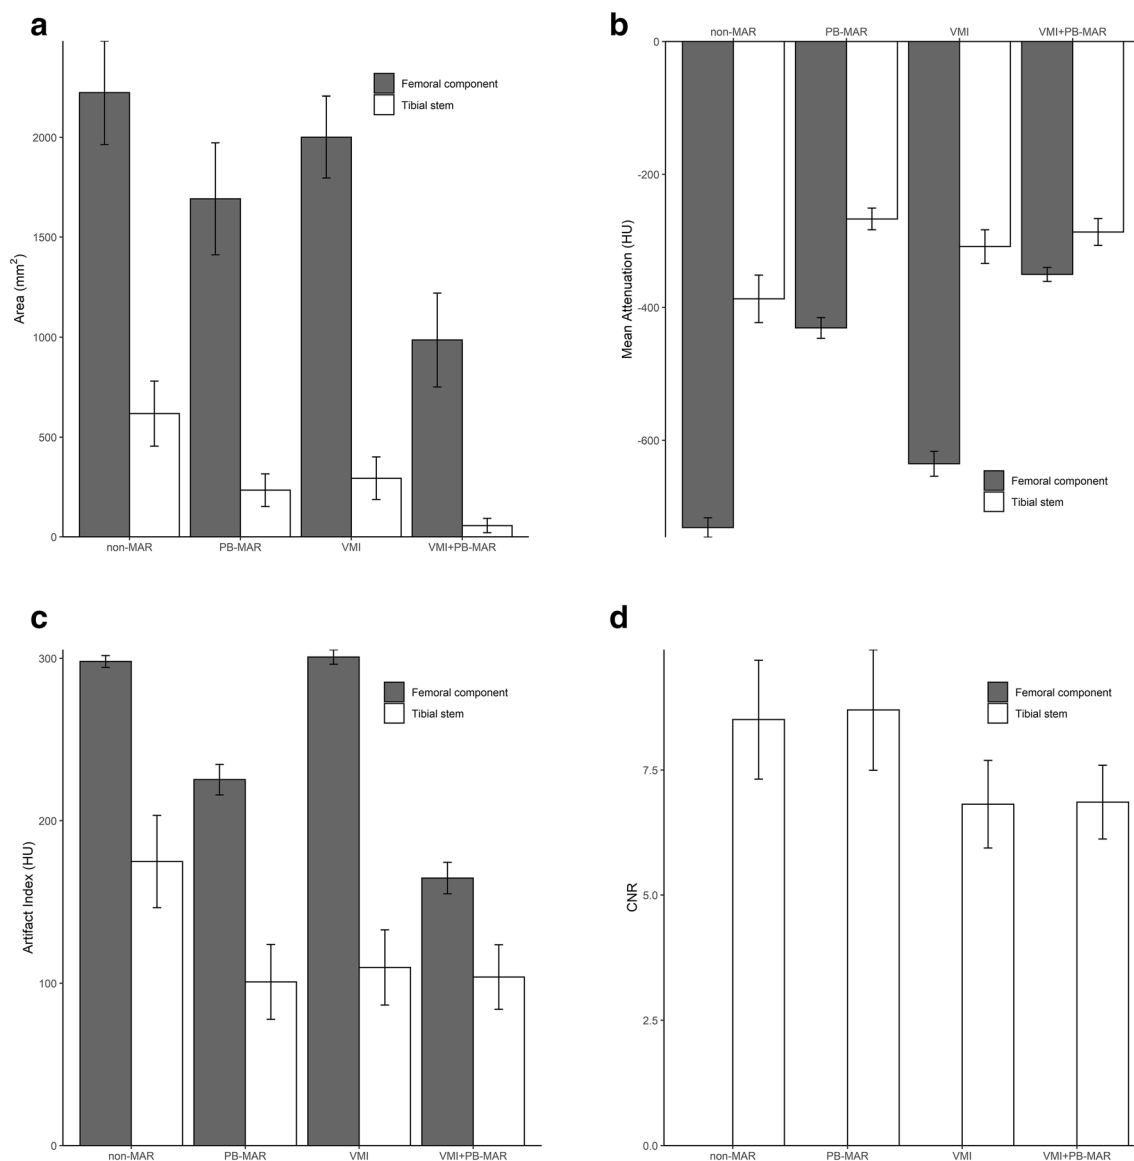 a
Area (mm²)
2000
1500
1000
500
0
Femoral component
Tibial stem
non-MAR PB-MAR VMI VMI+PB-MAR
b
non-MAR PB-MAR VMI VMI+PB-MAR
Mean Attenuation (HU)
0
-200
-400
-600
Femoral component
Tibial stem
c
Artifact Index (HU)
300
200
100
0
Femoral component
Tibial stem
non-MAR PB-MAR VMI VMI+PB-MAR
d
CNR
7.5
5.0
2.5
0.0
Femoral component
Tibial stem
non-MAR PB-MAR VMI VMI+PB-MAR